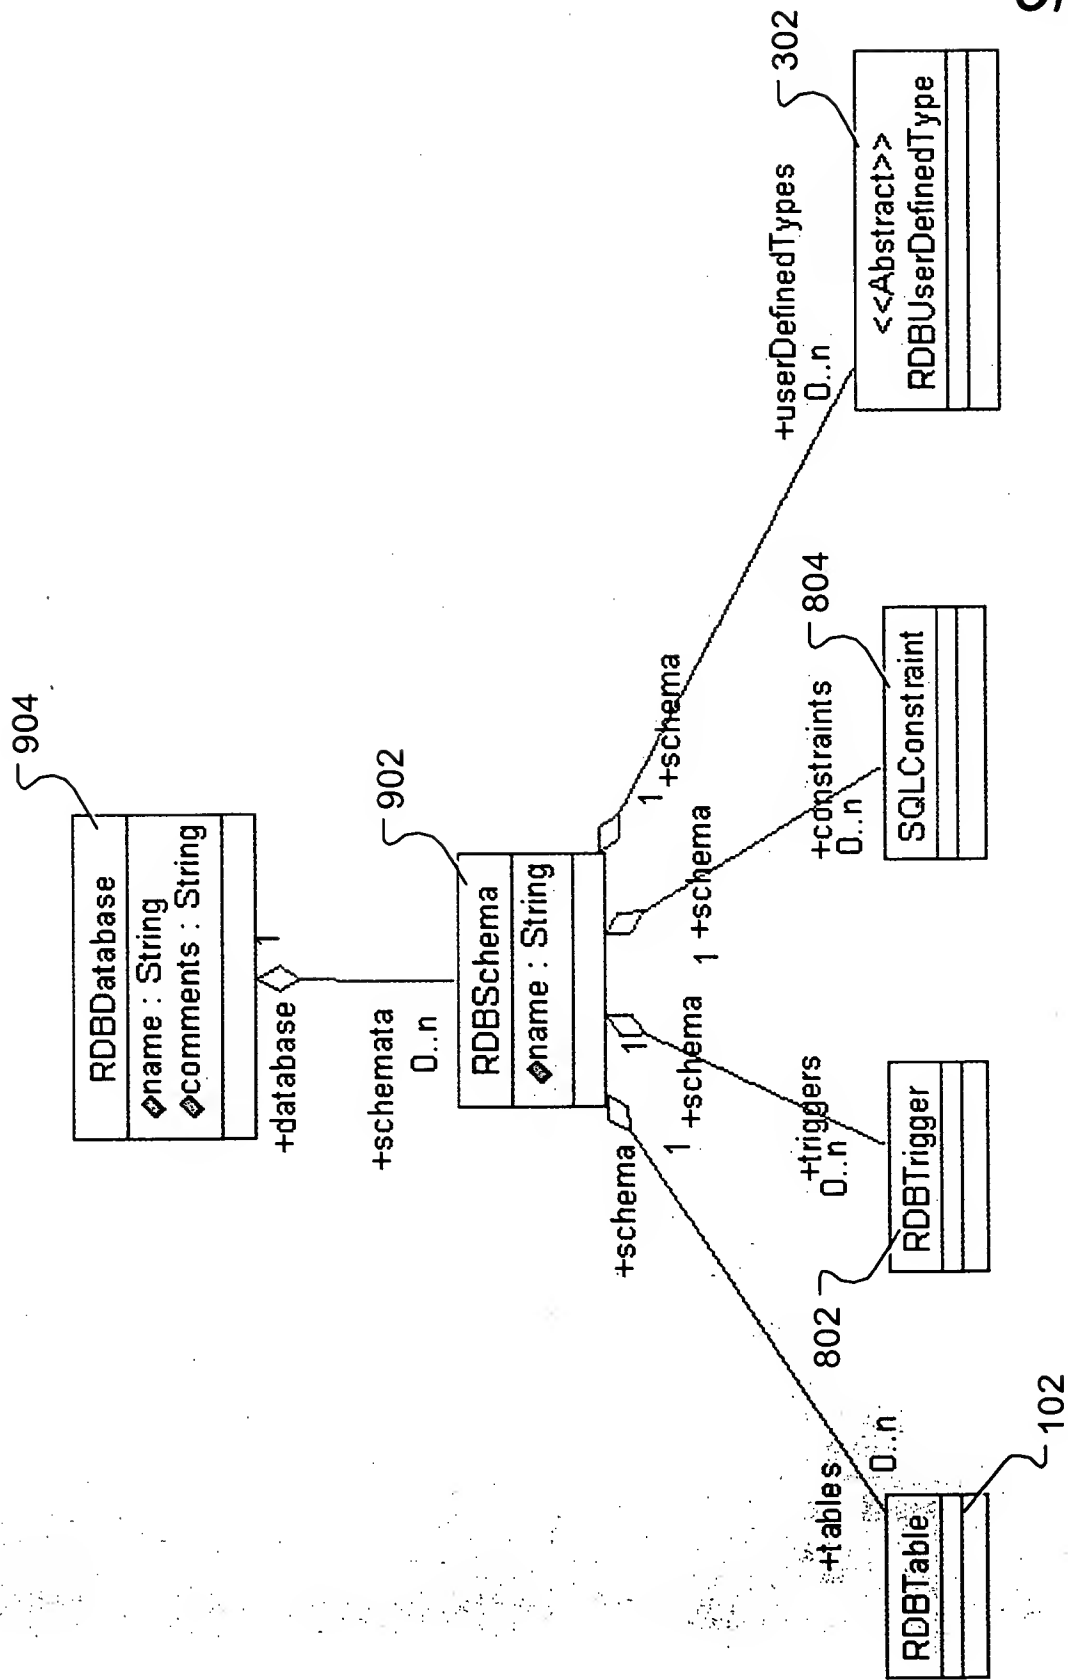 904
RDBDatabase
name : String
comments : String
+database
1
+schemata
0..n
902
RDBSchema
name : String
+schema
1
+schema
1
+schema
1
+schema
1
+tables
0..n
+triggers
0..n
+constraints
0..n
+userDefinedTypes
0..n
RDBTable
102
RDBTrigger
802
SQLConstraint
804
<<Abstract>>
RDBUserDefinedType
302